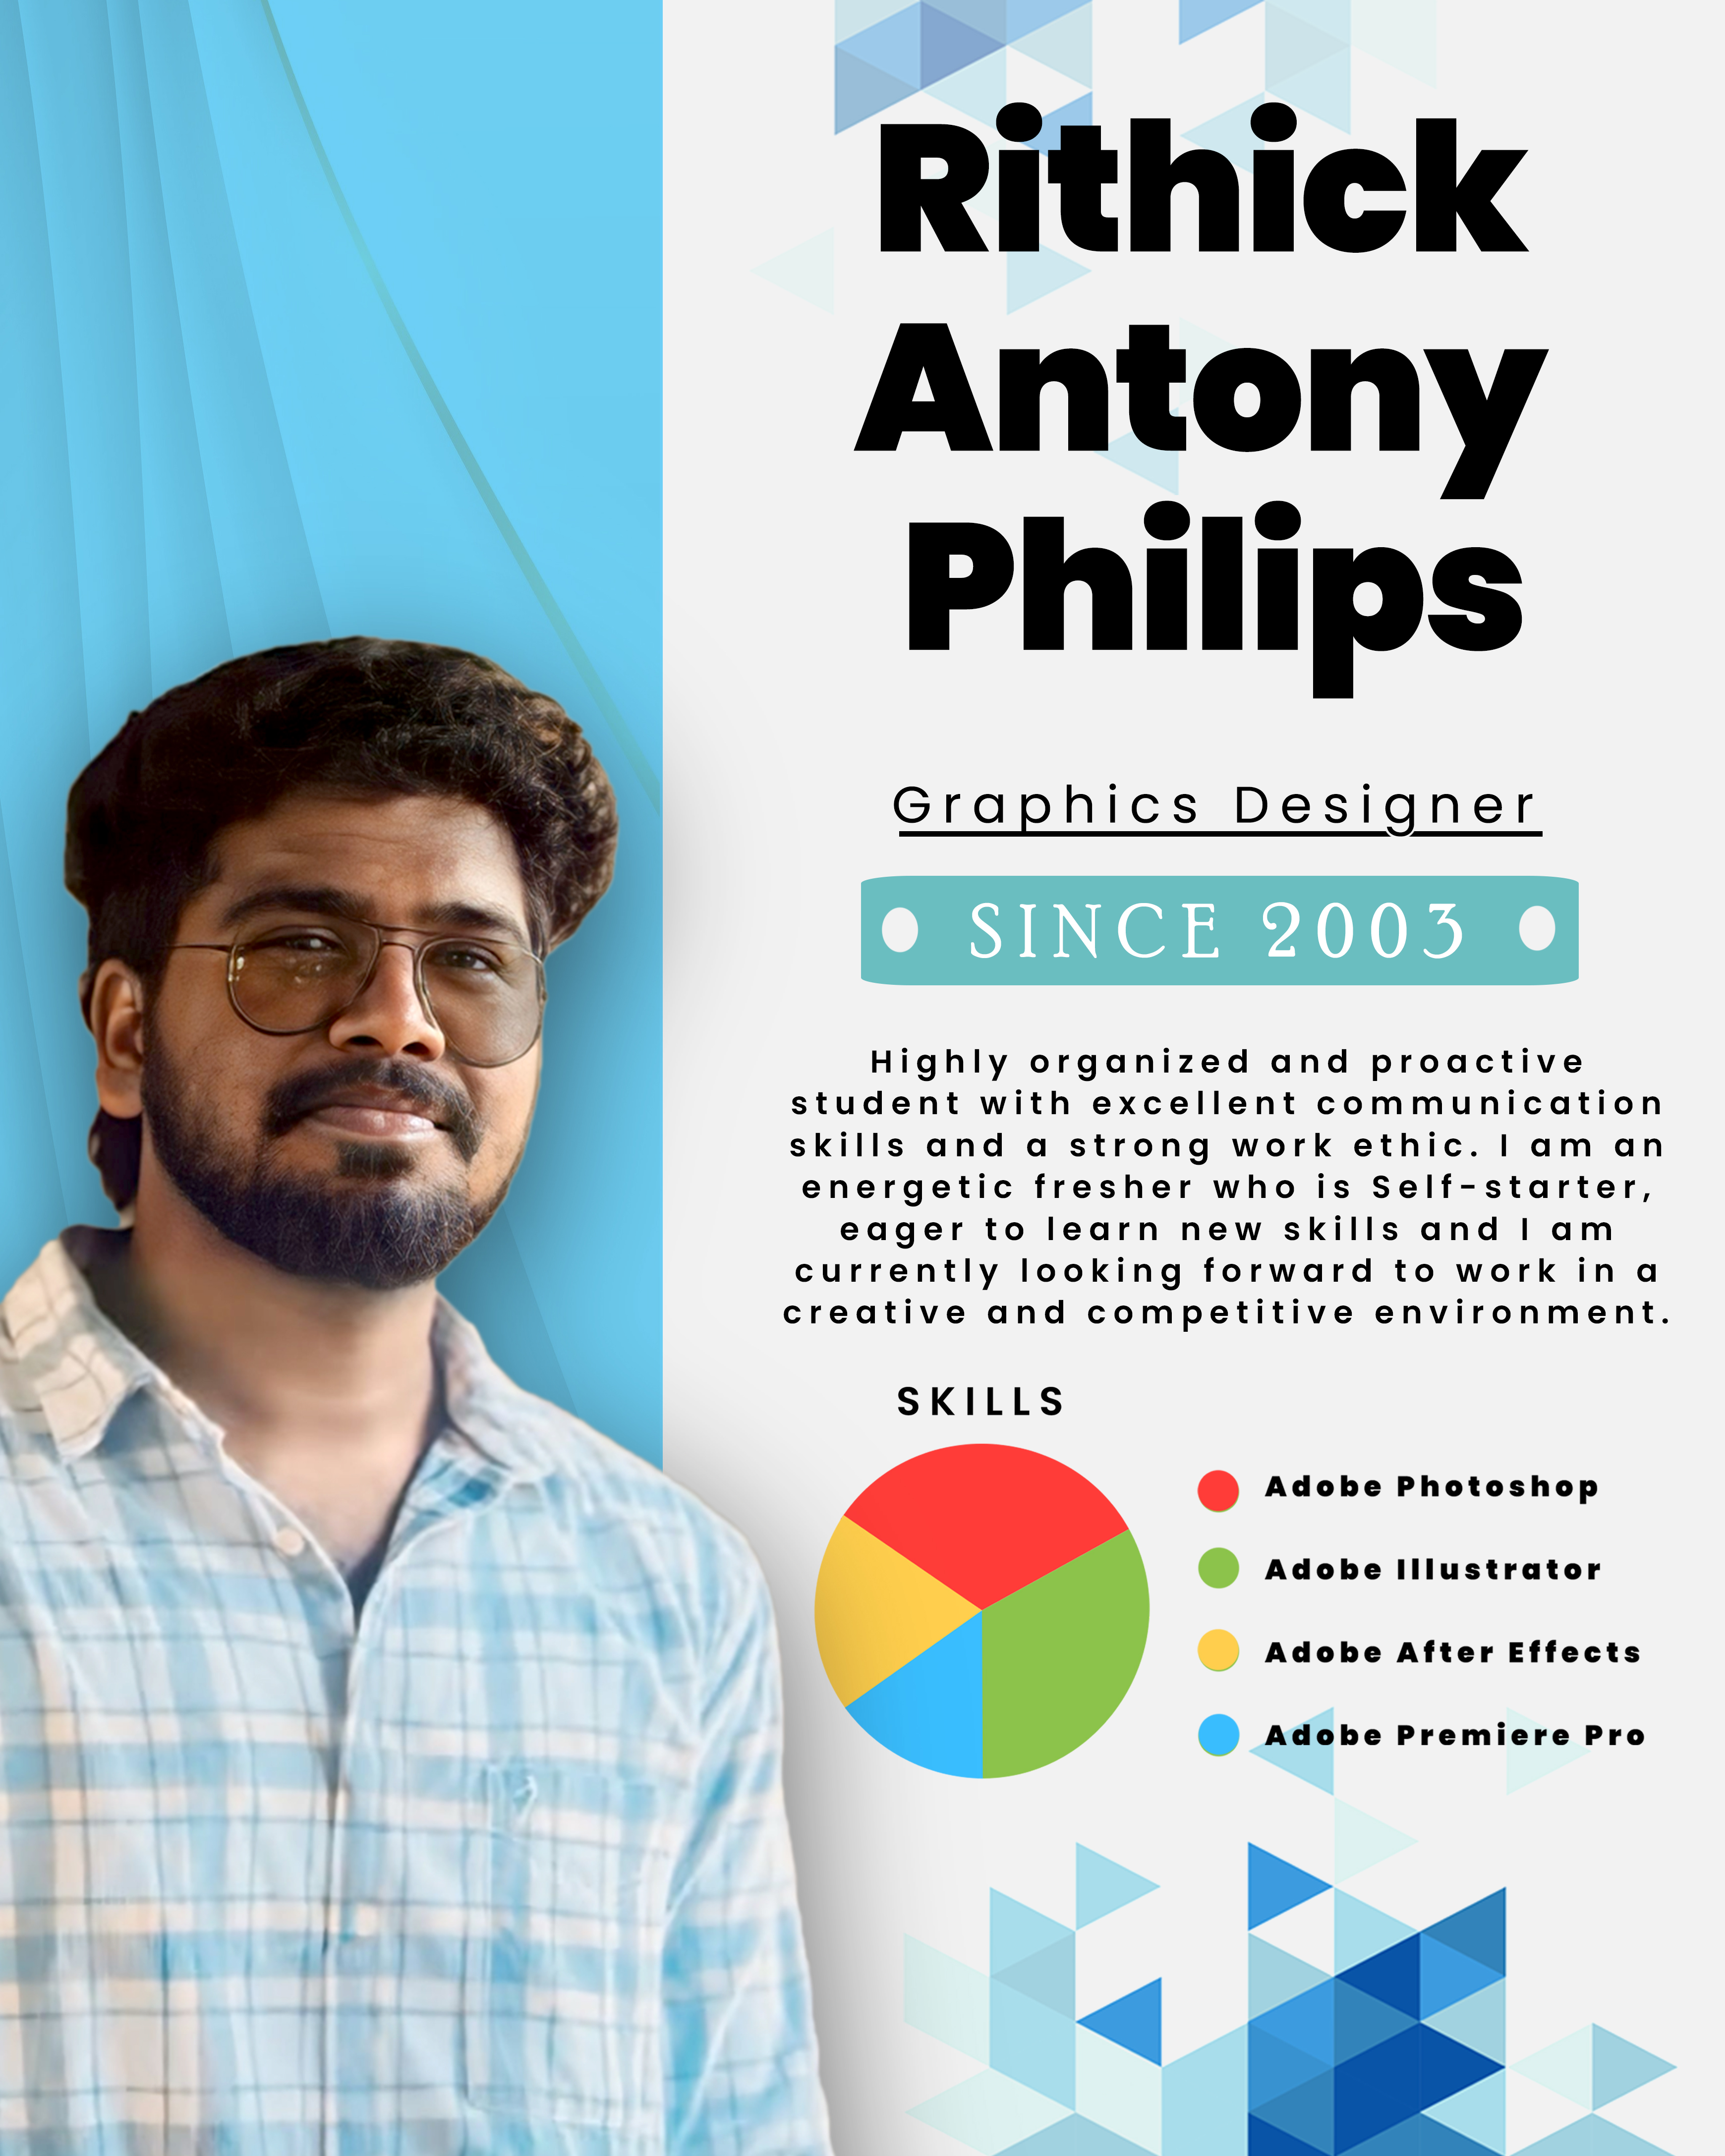 Rithick
Antony
Philips
Graphics Designer
SINCE 2003
Highly organized and proactive
student with excellent communication
skills and a strong work ethic. I am an
energetic fresher who is Self-starter,
eager to learn new skills and I am
currently looking forward to work in a
creative and competitive environment.
SKILLS
Adobe Photoshop
Adobe Illustrator
Adobe After Effects
Adobe Premiere Pro